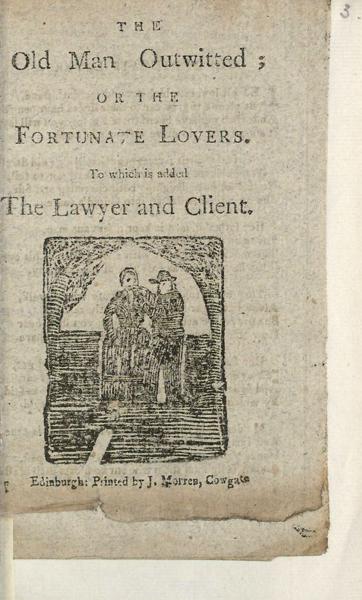 3
THE
Old Man Outwitted;
OR THE
FORTUNATE LOVERS.
To which is added
The Lawyer and Client.
Edinburgh: Printed by J. Morren, Cowgate